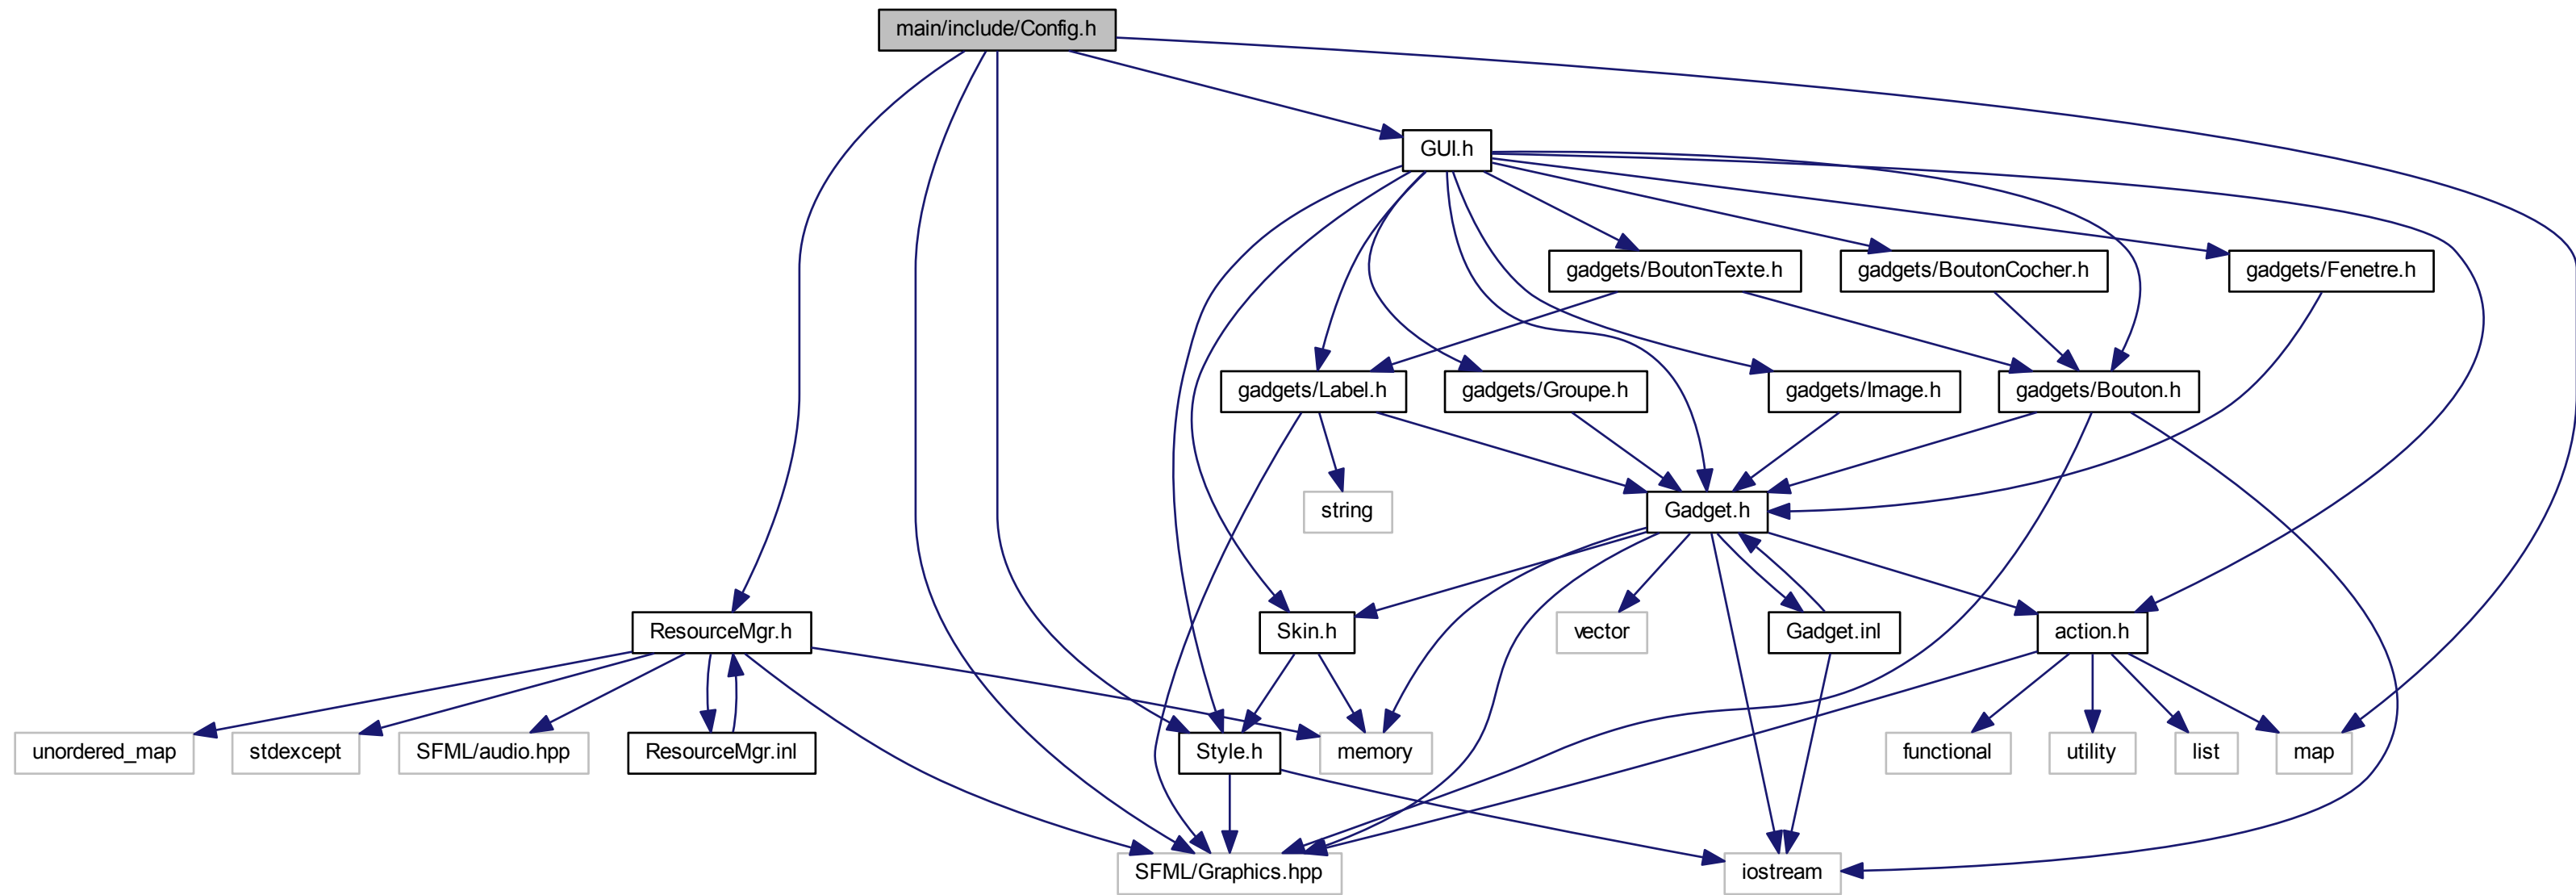 main/include/Config.h
GUI.h
gadgets/BoutonTexte.h
gadgets/BoutonCocher.h
gadgets/Fenetre.h
gadgets/Label.h
gadgets/Groupe.h
gadgets/Image.h
gadgets/Bouton.h
string
Gadget.h
ResourceMgr.h
Skin.h
vector
Gadget.inl
action.h
unordered_map
stdexcept
SFML/audio.hpp
ResourceMgr.inl
Style.h
memory
functional
utility
list
map
SFML/Graphics.hpp
iostream